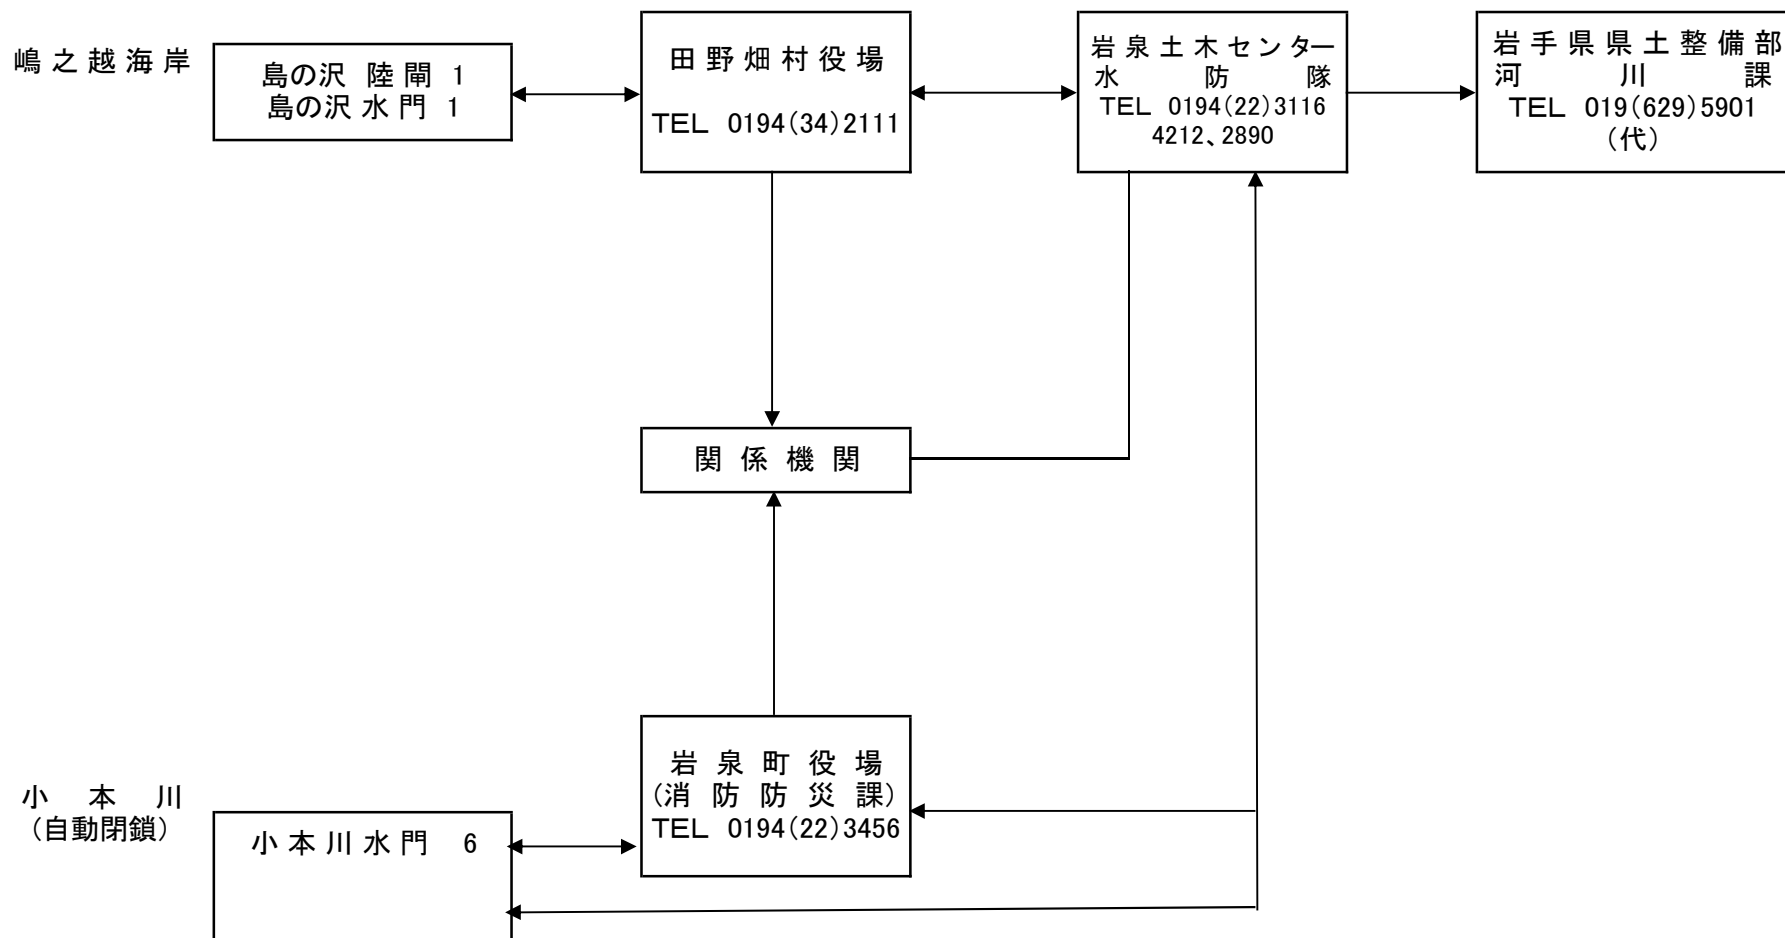 嶋之越海岸
島の沢 陸閘 1
島の沢水門 1
田野畑村役場
TEL 0194(34)2111
岩泉土木センター
水防隊
TEL 0194(22)3116
4212、2890
岩手県県土整備部
河川課
TEL 019(629)5901
(代)
関係機関
岩泉町役場
(消防防災課)
TEL 0194(22)3456
小本川
(自動閉鎖)
小本川水門 6